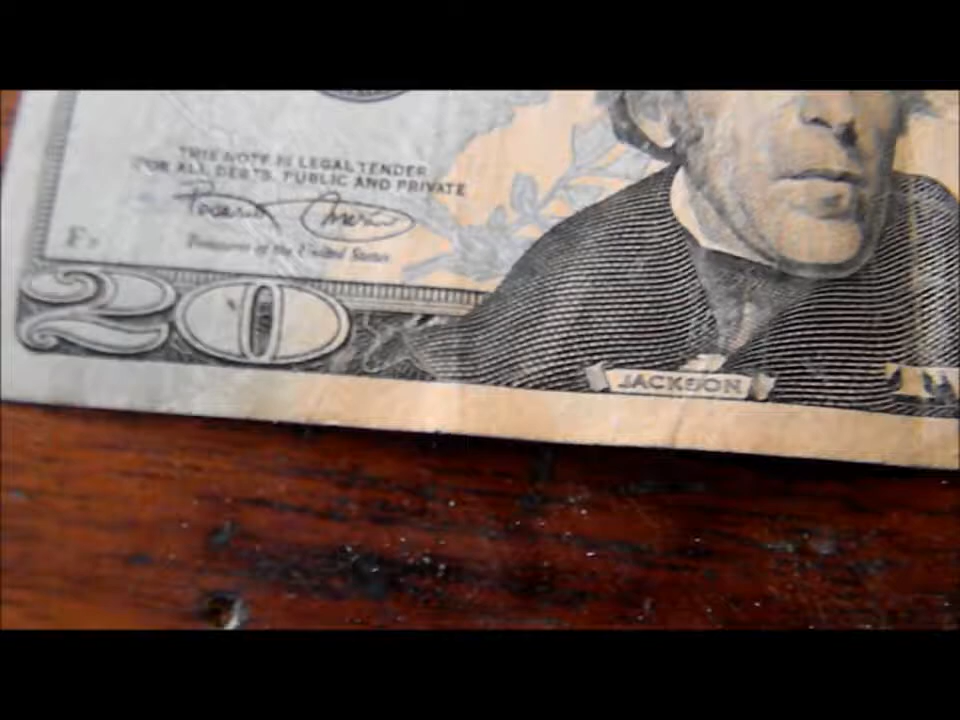 THIS NOTE IS LEGAL TENDER
FOR ALL DEBTS, PUBLIC AND PRIVATE
Treasurer of the United States
20
JACKSON